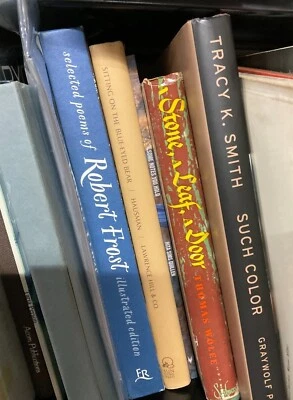 selected poems of Robert Frost illustrated edition
SITTING ON THE BLUE-EYED BEAR / HAUSMAN / LAWRENCE HILL & CO.
A Stone, A Leaf, A Door THOMAS WOLFE
TRACY K. SMITH SUCH COLOR GRAYWOLF P